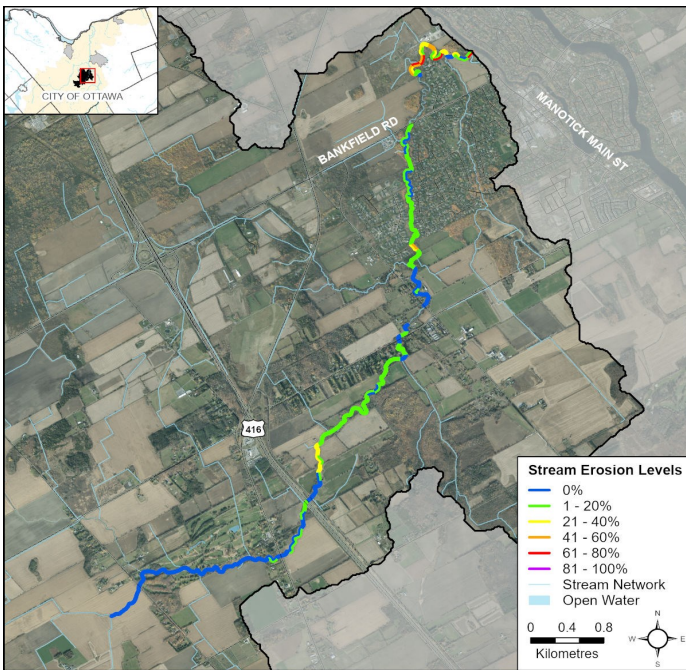 CITY OF OTTAWA
BANKFIELD RD
MANOTICK MAIN ST
416
Stream Erosion Levels
0%
1 - 20%
21 - 40%
41 - 60%
61 - 80%
81 - 100%
Stream Network
Open Water
0 0.4 0.8
Kilometres
N
W E
S